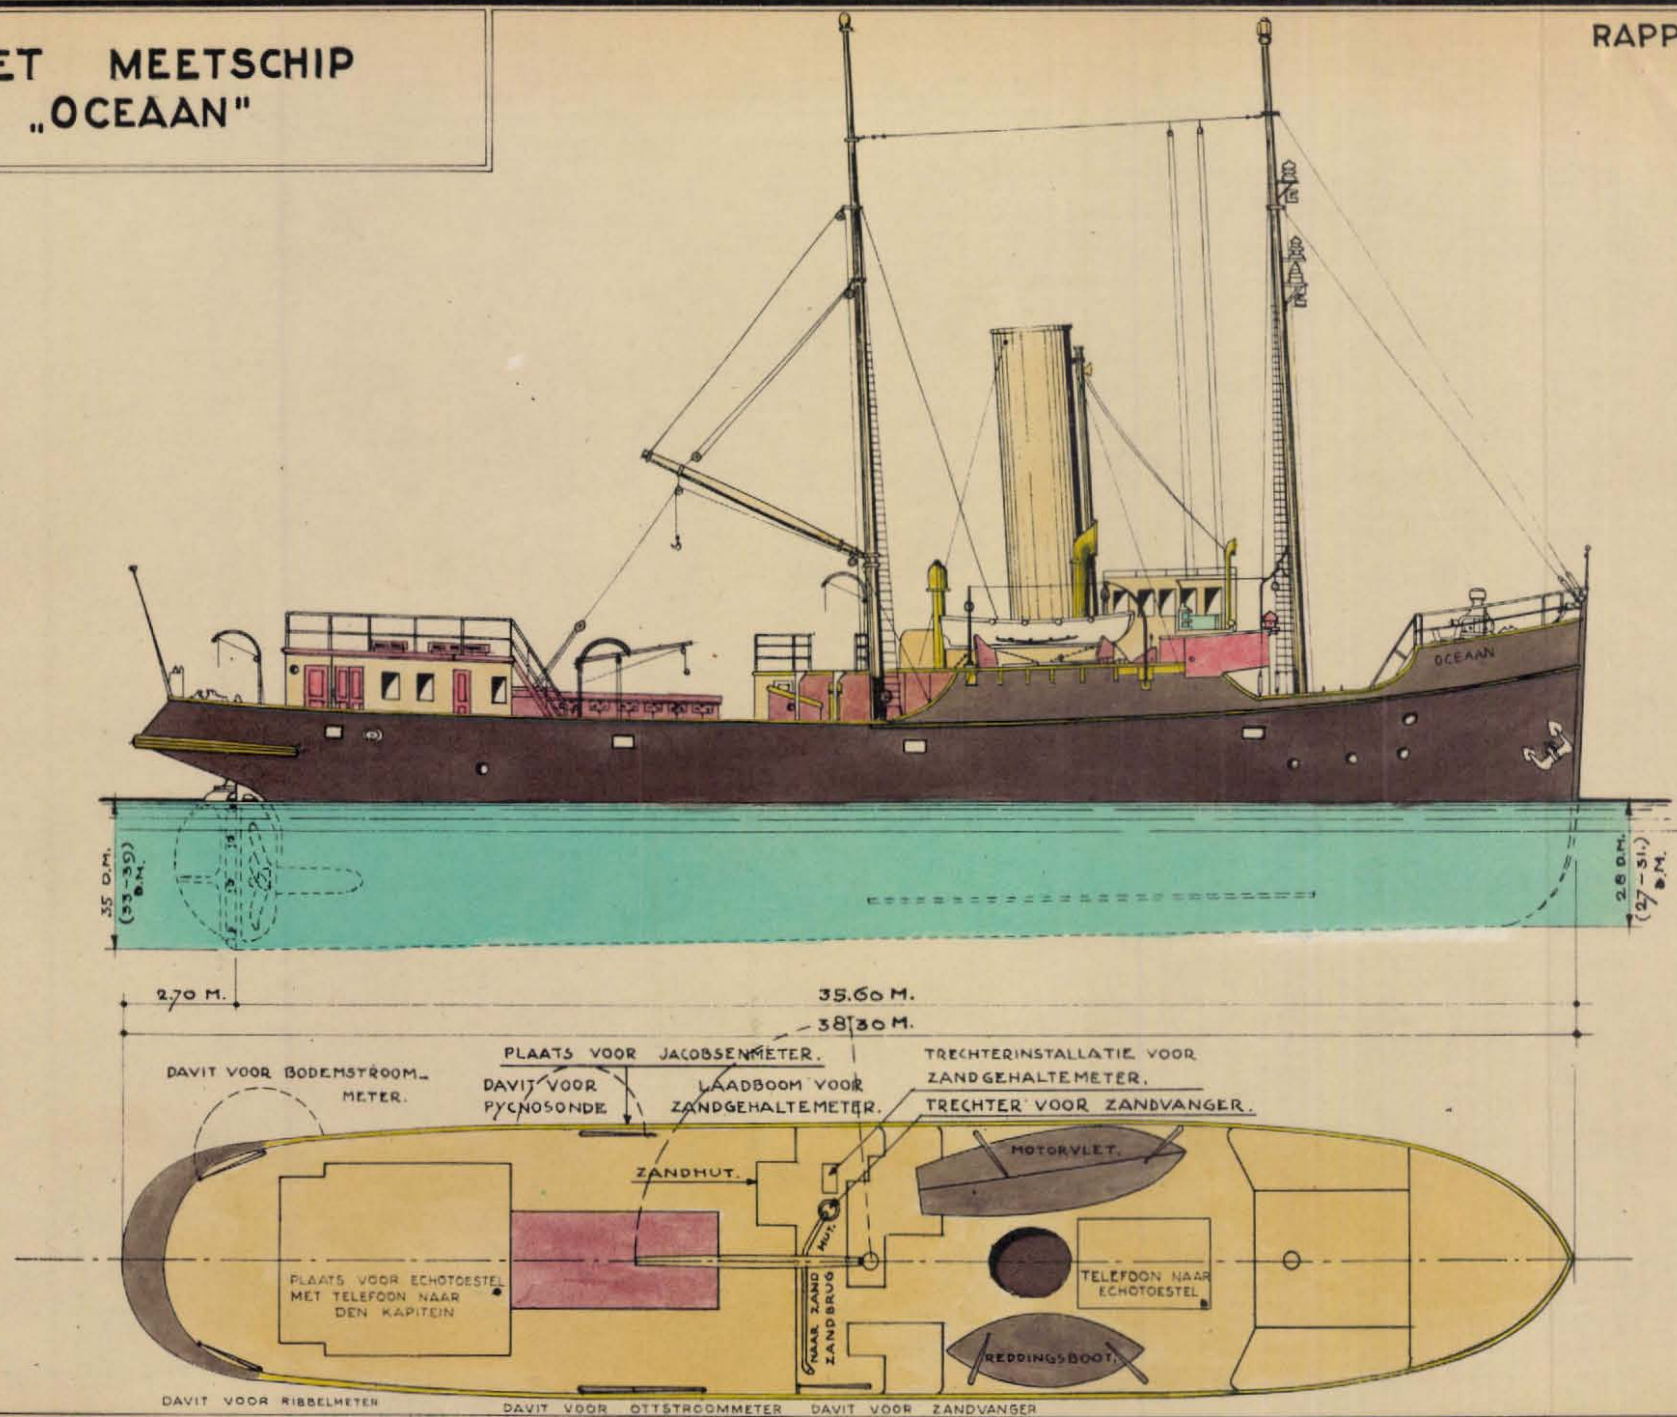 ET MEETSCHIP
„OCEAAN"
RAPP
OCEAAN
35 D.M.
(33-39)
D.M.
28 D.M.
(27-31.)
D.M.
2.70 M.
35.60 M.
38.30 M.
PLAATS VOOR JACOBSENMETER.
TRECHTERINSTALLATIE VOOR
ZANDGEHALTEMETER.
DAVIT VOOR BODEMSTROOM-
METER.
DAVIT VOOR
PYCNOSONDE
LAADBOOM VOOR
ZANDGEHALTEMETER.
TRECHTER VOOR ZANDVANGER.
ZANDHUT.
MOTORVLET.
HUT.
PLAATS VOOR ECHOTOESTEL
MET TELEFOON NAAR
DEN KAPITEIN
NAAR ZAND
ZANDBRUG
TELEFOON NAAR
ECHOTOESTEL
REDDINGSBOOT.
DAVIT VOOR RIBBELMETER
DAVIT VOOR OTTSTROOMMETER
DAVIT VOOR ZANDVANGER